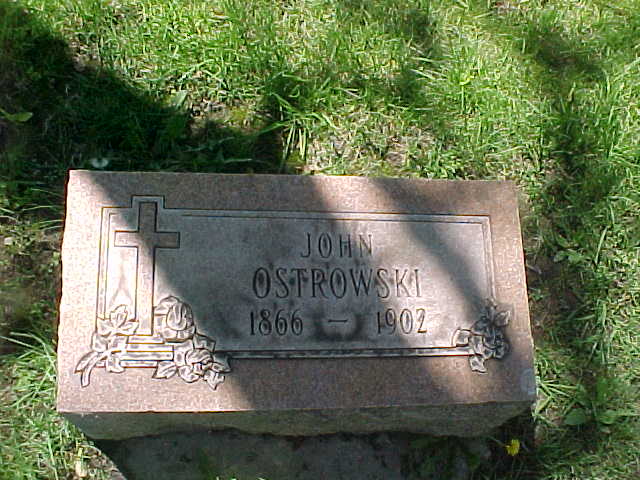 JOHN
OSTROWSKI
1866 – 1902